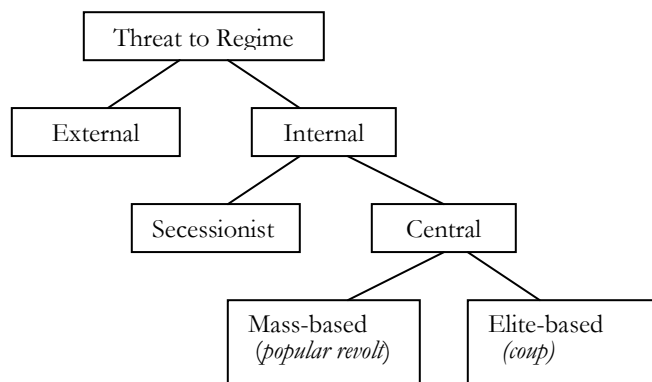 Threat to Regime
External
Internal
Secessionist
Central
Mass-based
(popular revolt)
Elite-based
(coup)